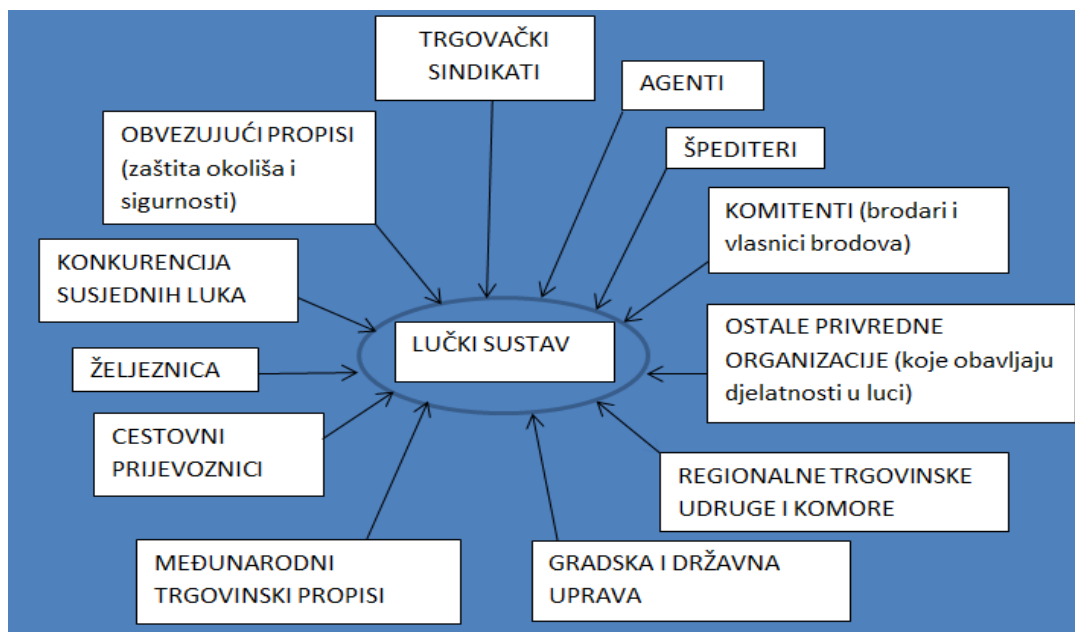 TRGOVAČKI
SINDIKATI
AGENTI
OBVEZUJUĆI PROPISI
(zaštita okoliša i
sigurnosti)
ŠPEDITERI
KOMITENTI (brodari i
vlasnici brodova)
KONKURENCIJA
SUSJEDNIH LUKA
LUČKI SUSTAV
OSTALE PRIVREDNE
ORGANIZACIJE (koje obavljaju
djelatnosti u luci)
ŽELJEZNICA
CESTOVNI
PRIJEVOZNICI
REGIONALNE TRGOVINSKE
UDRUGE I KOMORE
MEĐUNARODNI
TRGOVINSKI PROPISI
GRADSKA I DRŽAVNA
UPRAVA